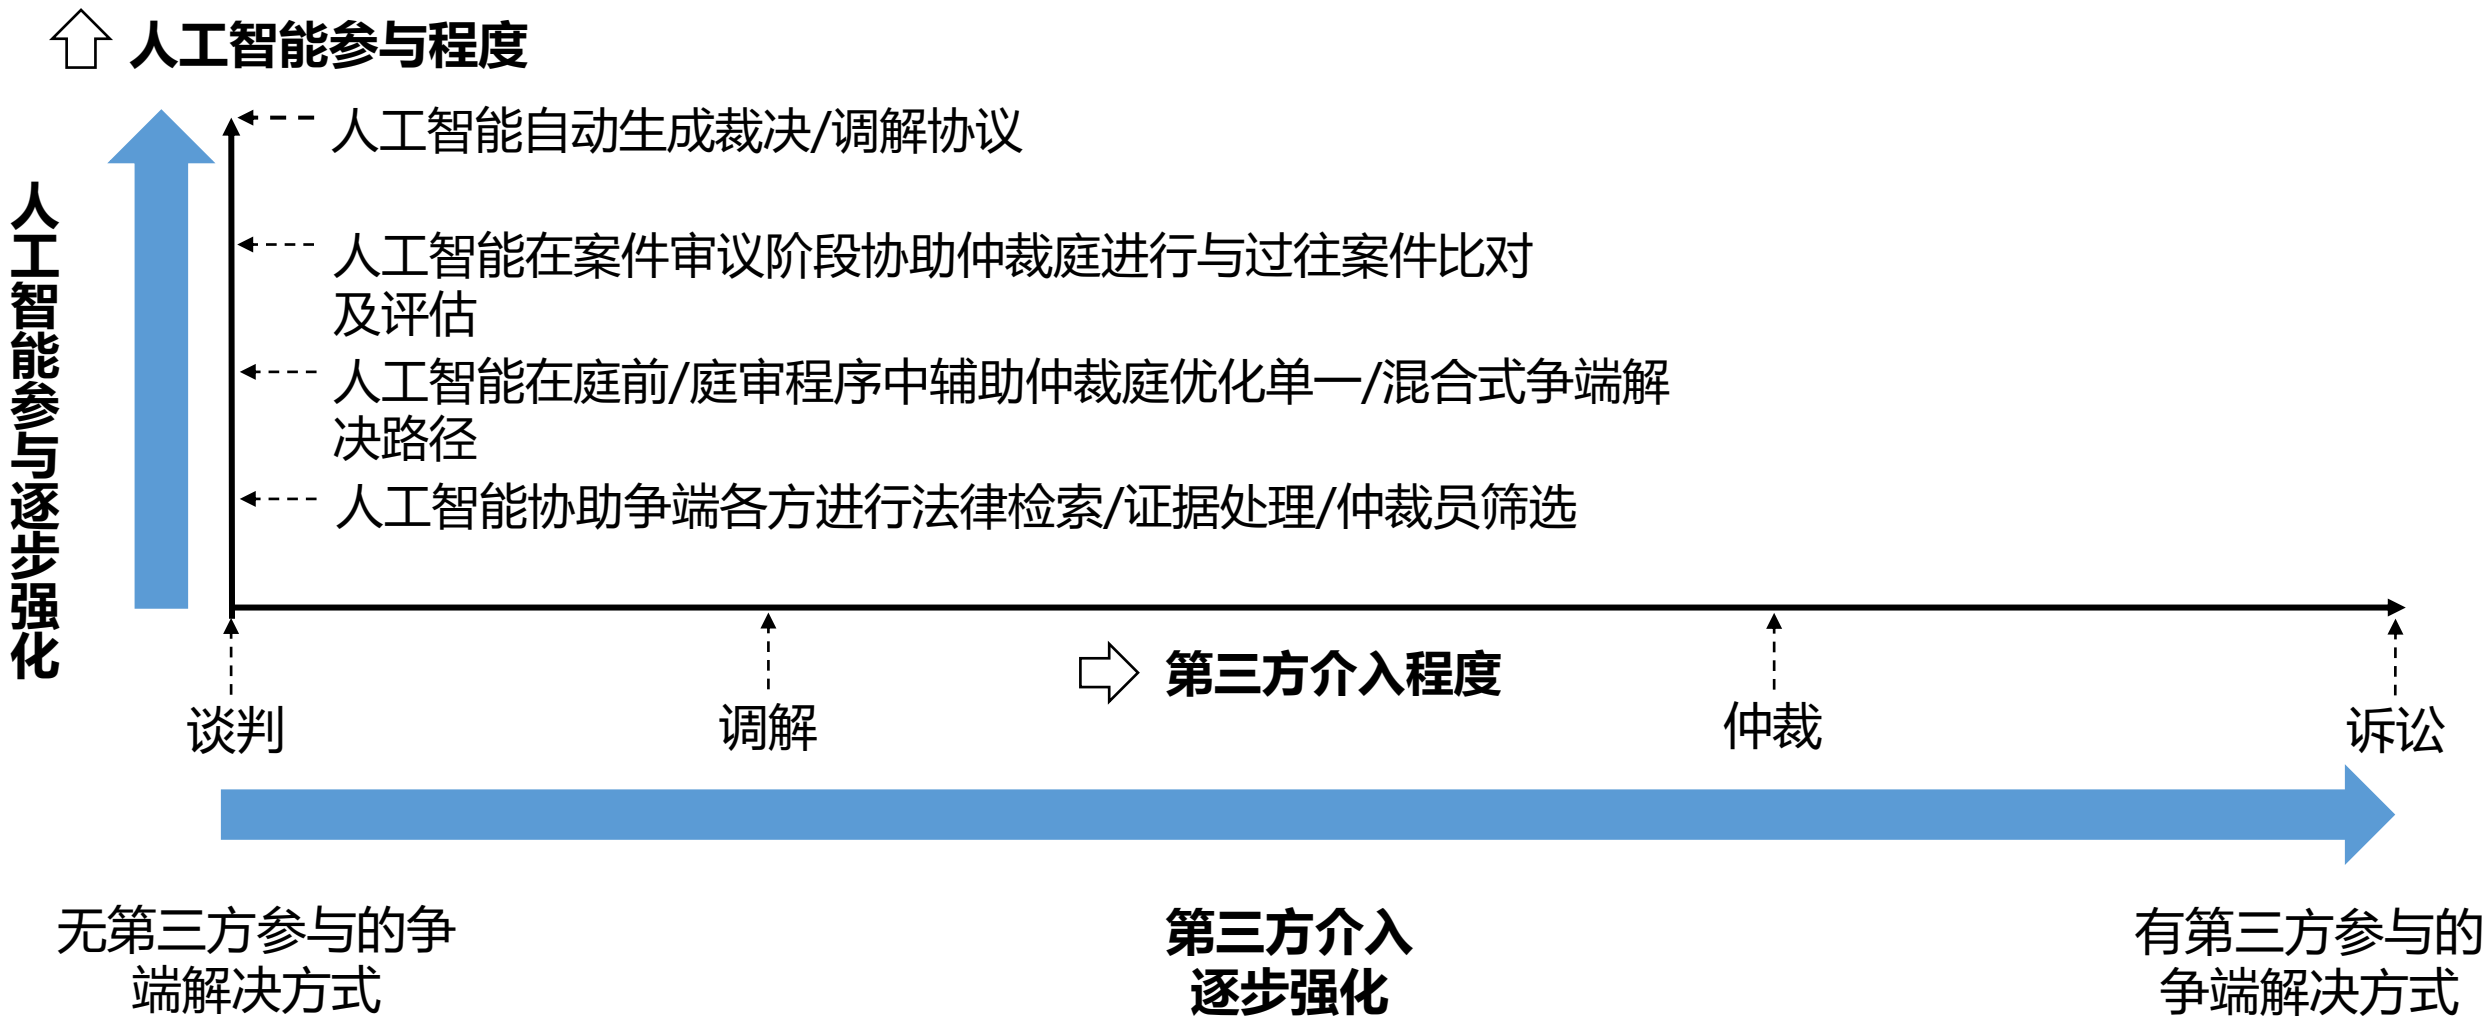 人工智能参与程度
人工智能自动生成裁决/调解协议
人工智能参与逐步强化
人工智能在案件审议阶段协助仲裁庭进行与过往案件比对
及评估
人工智能在庭前/庭审程序中辅助仲裁庭优化单一/混合式争端解
决路径
人工智能协助争端各方进行法律检索/证据处理/仲裁员筛选
第三方介入程度
谈判
调解
仲裁
诉讼
无第三方参与的争
端解决方式
第三方介入
逐步强化
有第三方参与的
争端解决方式